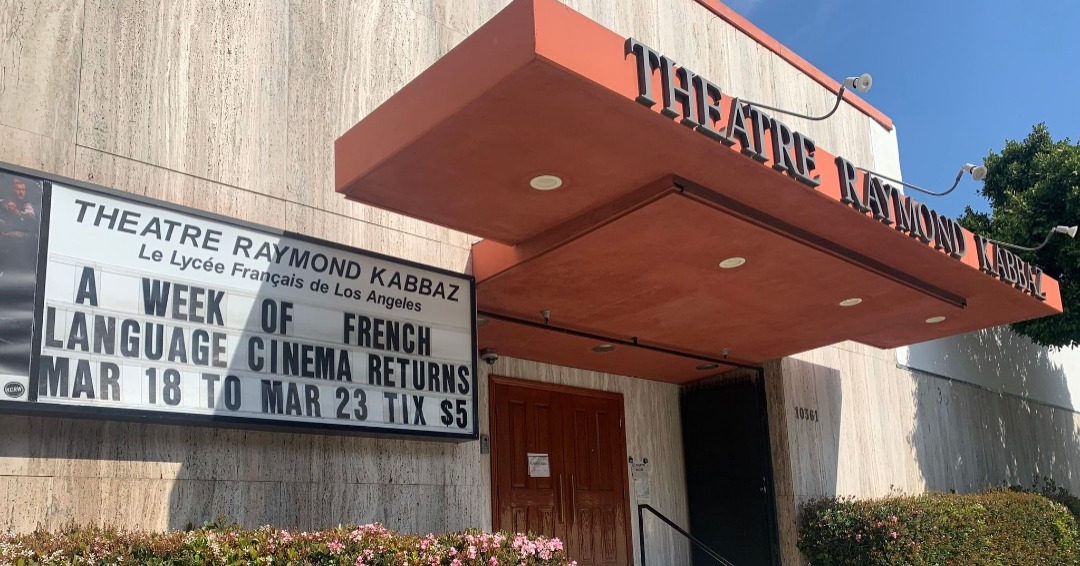 THEATRE RAYMOND KABBAZ
THEATRE RAYMOND KABBAZ
Le Lycée Français de Los Angeles
A WEEK OF FRENCH
LANGUAGE CINEMA RETURNS
MAR 18 TO MAR 23 TIX $5
KCRW
10361